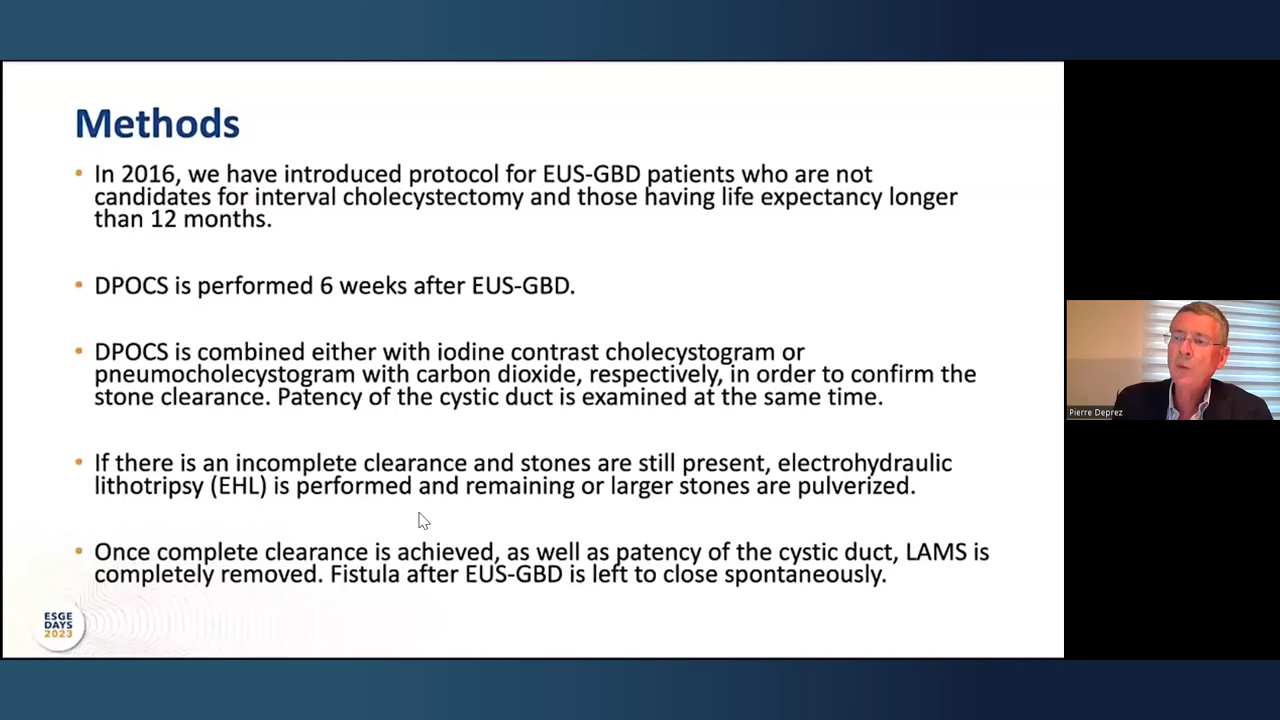 Methods
• In 2016, we have introduced protocol for EUS-GBD patients who are not
candidates for interval cholecystectomy and those having life expectancy longer
than 12 months.
• DPOCS is performed 6 weeks after EUS-GBD.
• DPOCS is combined either with iodine contrast cholecystogram or
pneumocholecystogram with carbon dioxide, respectively, in order to confirm the
stone clearance. Patency of the cystic duct is examined at the same time.
• If there is an incomplete clearance and stones are still present, electrohydraulic
lithotripsy (EHL) is performed and remaining or larger stones are pulverized.
• Once complete clearance is achieved, as well as patency of the cystic duct, LAMS is
completely removed. Fistula after EUS-GBD is left to close spontaneously.
ESGE
DAYS
2023
Pierre Deprez